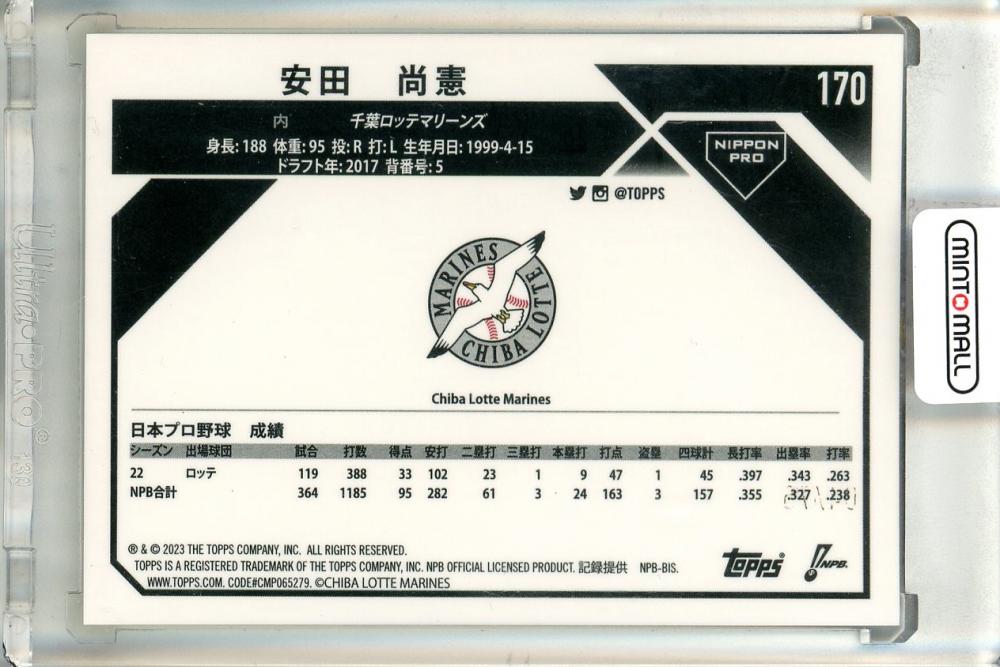 安田 尚憲
170
内 千葉ロッテマリーンズ
身長: 188 体重: 95 投: R 打: L 生年月日: 1999-4-15
ドラフト年: 2017 背番号: 5
NIPPON
PRO
@TOPPS
MARINES
CHIBA LOTTE
Chiba Lotte Marines
日本プロ野球 成績
シーズン 出場球団 試合 打数 得点 安打 二塁打 三塁打 本塁打 打点 盗塁 四球計 長打率 出塁率 打率
22 ロッテ 119 388 33 102 23 1 9 47 1 45 .397 .343 .263
NPB合計 364 1185 95 282 61 3 24 163 3 157 .355 .327 .238
® & © 2023 THE TOPPS COMPANY, INC. ALL RIGHTS RESERVED.
TOPPS IS A REGISTERED TRADEMARK OF THE TOPPS COMPANY, INC. NPB OFFICIAL LICENSED PRODUCT. 記録提供 NPB-BIS.
WWW.TOPPS.COM. CODE#CMP065279. ©CHIBA LOTTE MARINES
Topps®
NPB.
Ultra·PRO®
MINT MALL